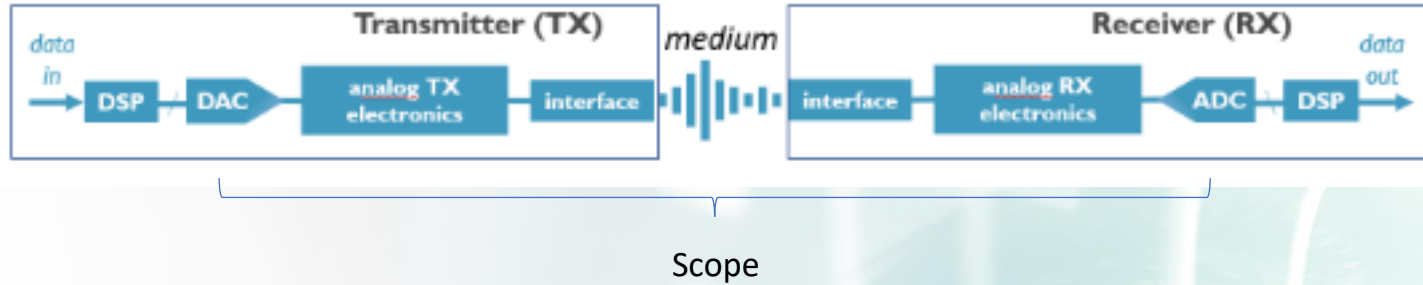 Transmitter (TX)
data
in
DSP
DAC
analog TX
electronics
interface
medium
Receiver (RX)
interface
analog RX
electronics
ADC
DSP
data
out
Scope